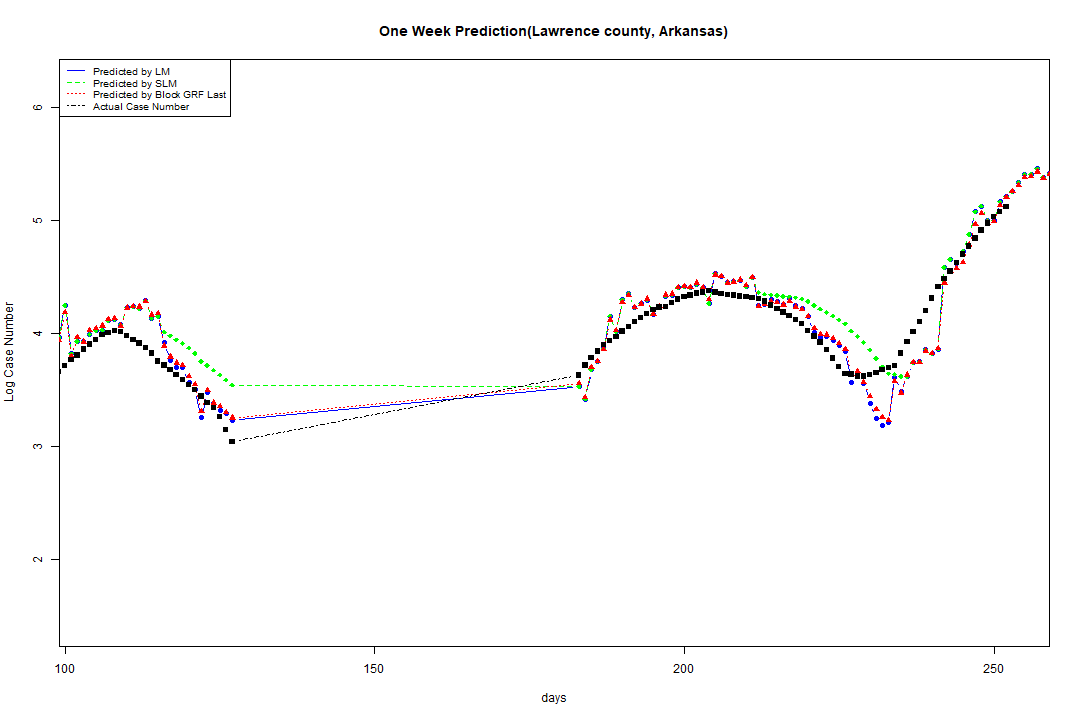 One Week Prediction(Lawrence county, Arkansas)
Predicted by LM
Predicted by SLM
Predicted by Block GRF Last
Actual Case Number
Log Case Number
6
5
4
3
2
100 150 200 250
days